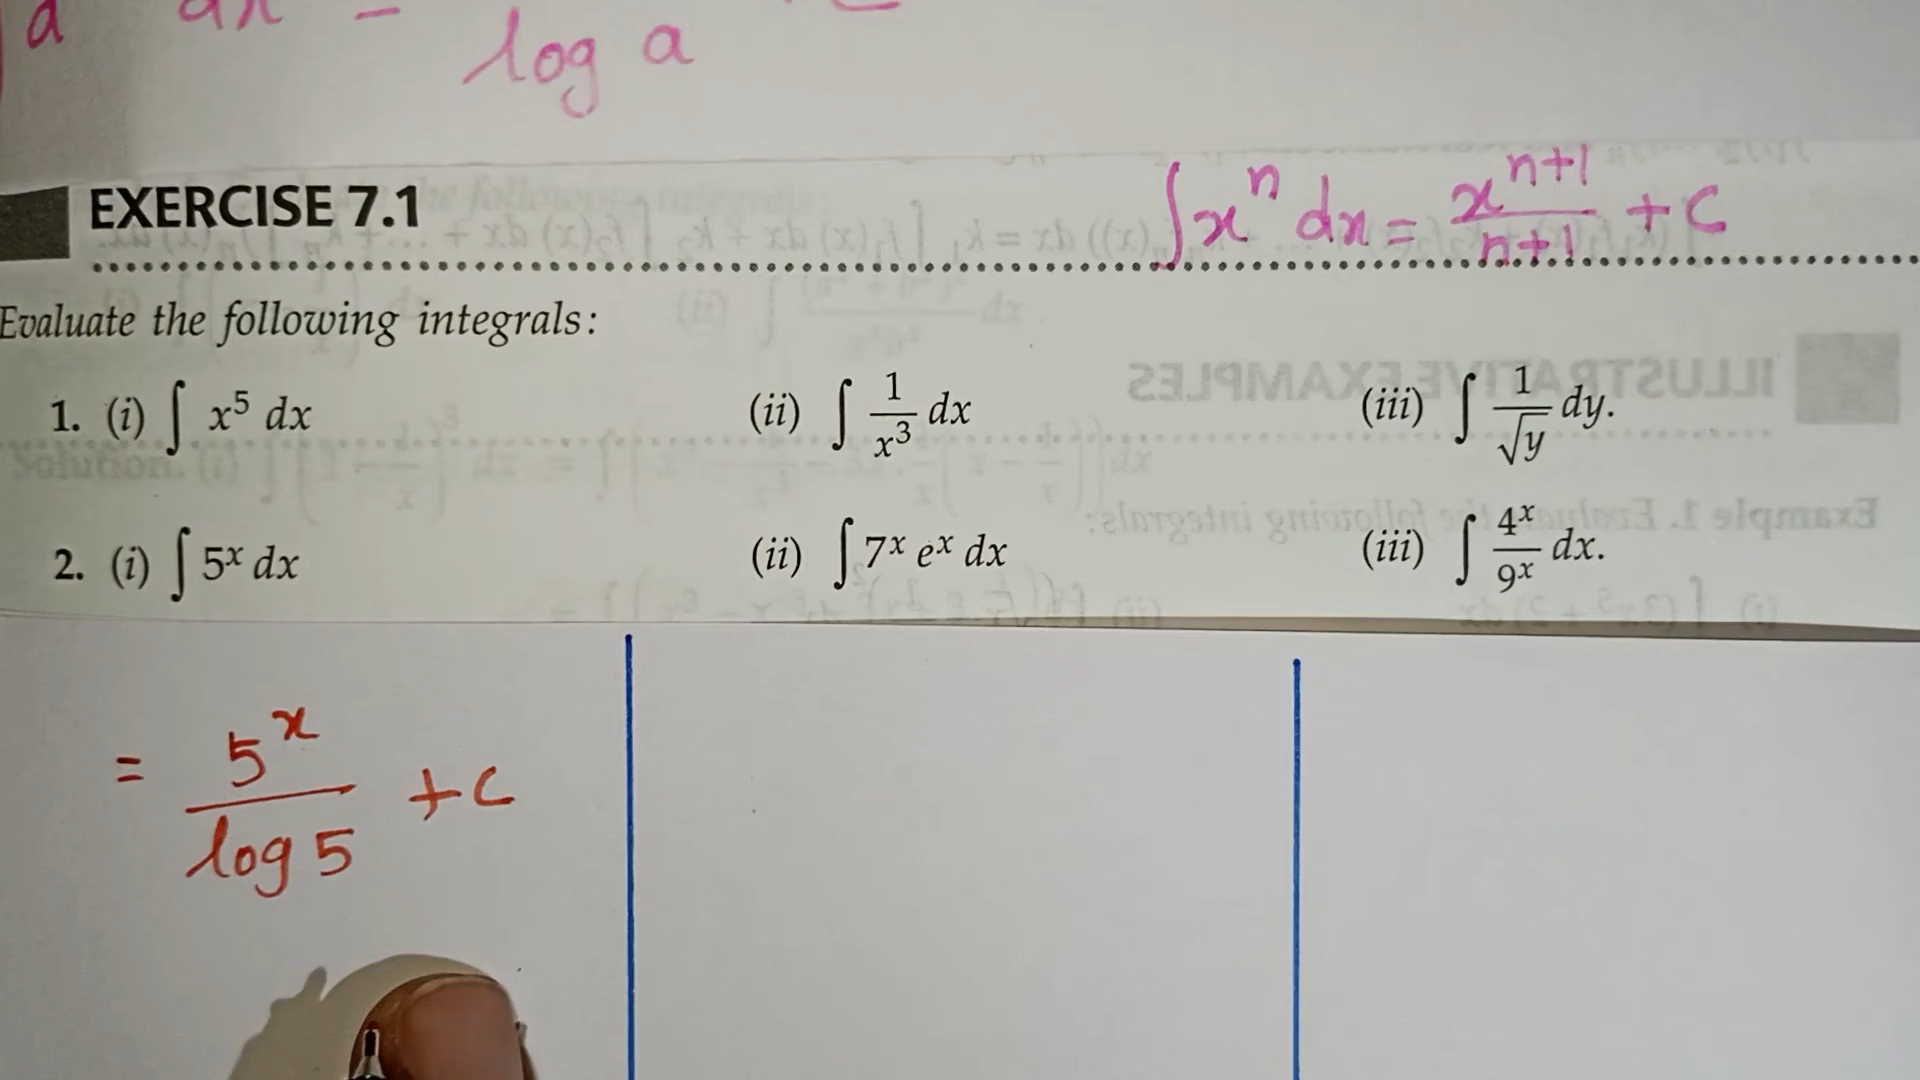 a dx =
log a
EXERCISE 7.1
∫xⁿ dx = xⁿ⁺¹/n+1 + c
Evaluate the following integrals:
1. (i) ∫ x⁵ dx (ii) ∫ 1/x³ dx (iii) ∫ 1/√y dy.
2. (i) ∫ 5ˣ dx (ii) ∫ 7ˣ eˣ dx (iii) ∫ 4ˣ/9ˣ dx.
= 5ˣ/log 5 + c